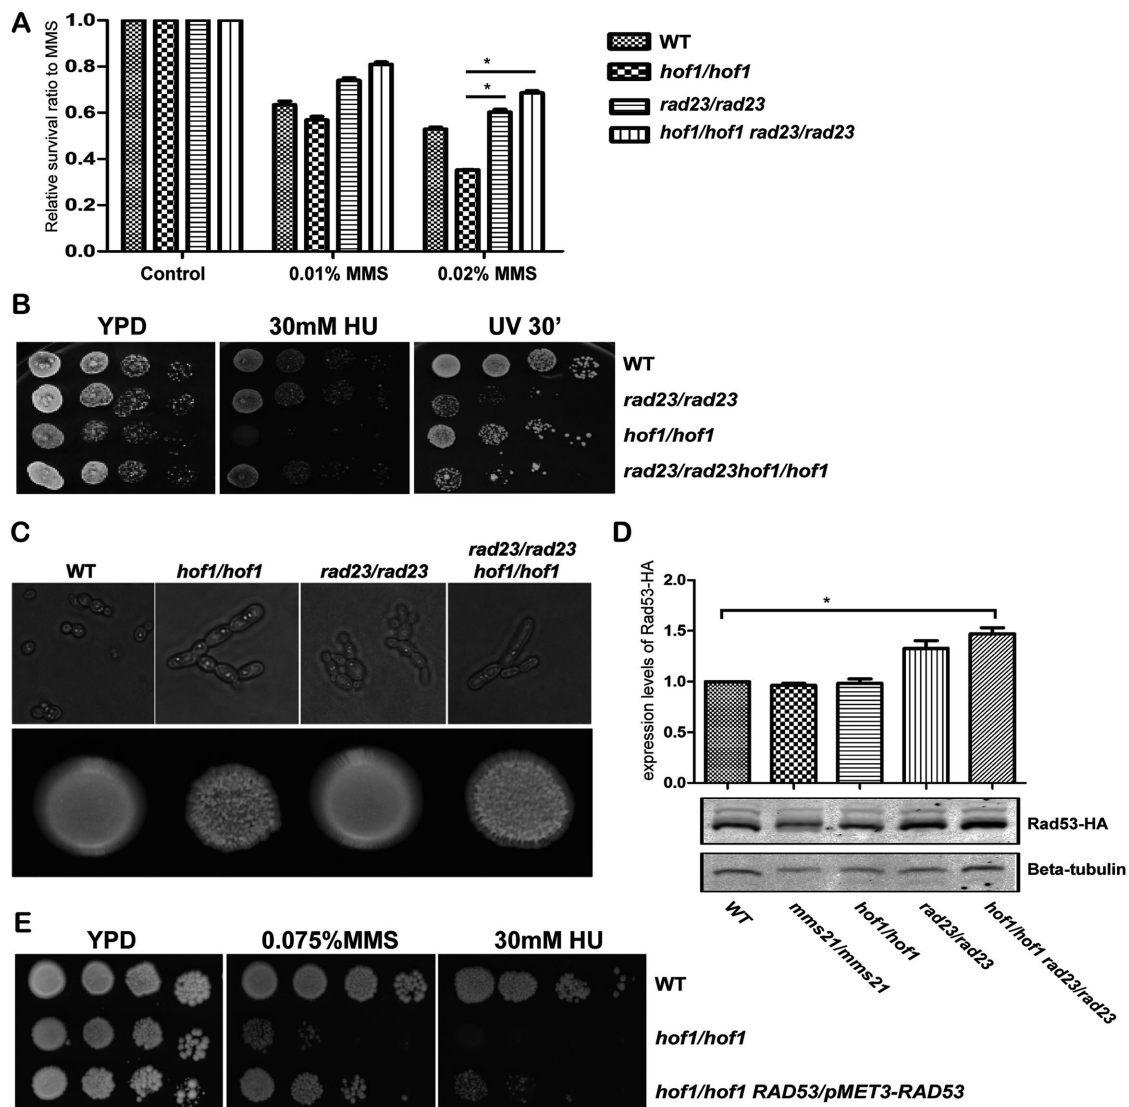 A
Relative survival ratio to MMS
1.0
0.8
0.6
0.4
0.2
0.0
Control
0.01% MMS
0.02% MMS
*
*
WT
hof1/hof1
rad23/rad23
hof1/hof1 rad23/rad23
B
YPD
30mM HU
UV 30’
WT
rad23/rad23
hof1/hof1
rad23/rad23hof1/hof1
C
WT
hof1/hof1
rad23/rad23
rad23/rad23
hof1/hof1
D
expression levels of Rad53-HA
2.0
1.5
1.0
0.5
0.0
*
Rad53-HA
Beta-tubulin
WT
mms21/mms21
hof1/hof1
rad23/rad23
hof1/hof1 rad23/rad23
E
YPD
0.075%MMS
30mM HU
WT
hof1/hof1
hof1/hof1 RAD53/pMET3-RAD53